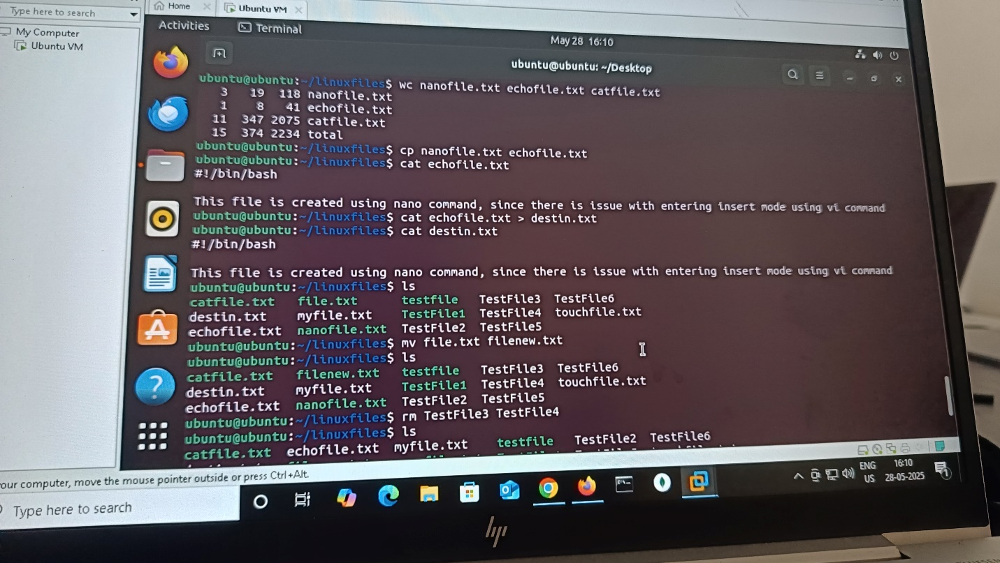 Type here to search
Home
Ubuntu VM
My Computer
Ubuntu VM
Activities
Terminal
May 28 16:10
ubuntu@ubuntu: ~/Desktop
ubuntu@ubuntu:~/linuxfiles$ wc nanofile.txt echofile.txt catfile.txt
3 19 118 nanofile.txt
1 8 41 echofile.txt
11 347 2075 catfile.txt
15 374 2234 total
ubuntu@ubuntu:~/linuxfiles$ cp nanofile.txt echofile.txt
ubuntu@ubuntu:~/linuxfiles$ cat echofile.txt
#!/bin/bash
This file is created using nano command, since there is issue with entering insert mode using vi command
ubuntu@ubuntu:~/linuxfiles$ cat echofile.txt > destin.txt
ubuntu@ubuntu:~/linuxfiles$ cat destin.txt
#!/bin/bash
This file is created using nano command, since there is issue with entering insert mode using vi command
ubuntu@ubuntu:~/linuxfiles$ ls
catfile.txt file.txt testfile TestFile3 TestFile6
destin.txt myfile.txt TestFile1 TestFile4 touchfile.txt
echofile.txt nanofile.txt TestFile2 TestFile5
ubuntu@ubuntu:~/linuxfiles$ mv file.txt filenew.txt
ubuntu@ubuntu:~/linuxfiles$ ls
catfile.txt filenew.txt testfile TestFile3 TestFile6
destin.txt myfile.txt TestFile1 TestFile4 touchfile.txt
echofile.txt nanofile.txt TestFile2 TestFile5
ubuntu@ubuntu:~/linuxfiles$ rm TestFile3 TestFile4
ubuntu@ubuntu:~/linuxfiles$ ls
catfile.txt echofile.txt myfile.txt testfile TestFile2 TestFile6
our computer, move the mouse pointer outside or press Ctrl+Alt.
Type here to search
ENG
US
16:10
28-05-2025
1
hp